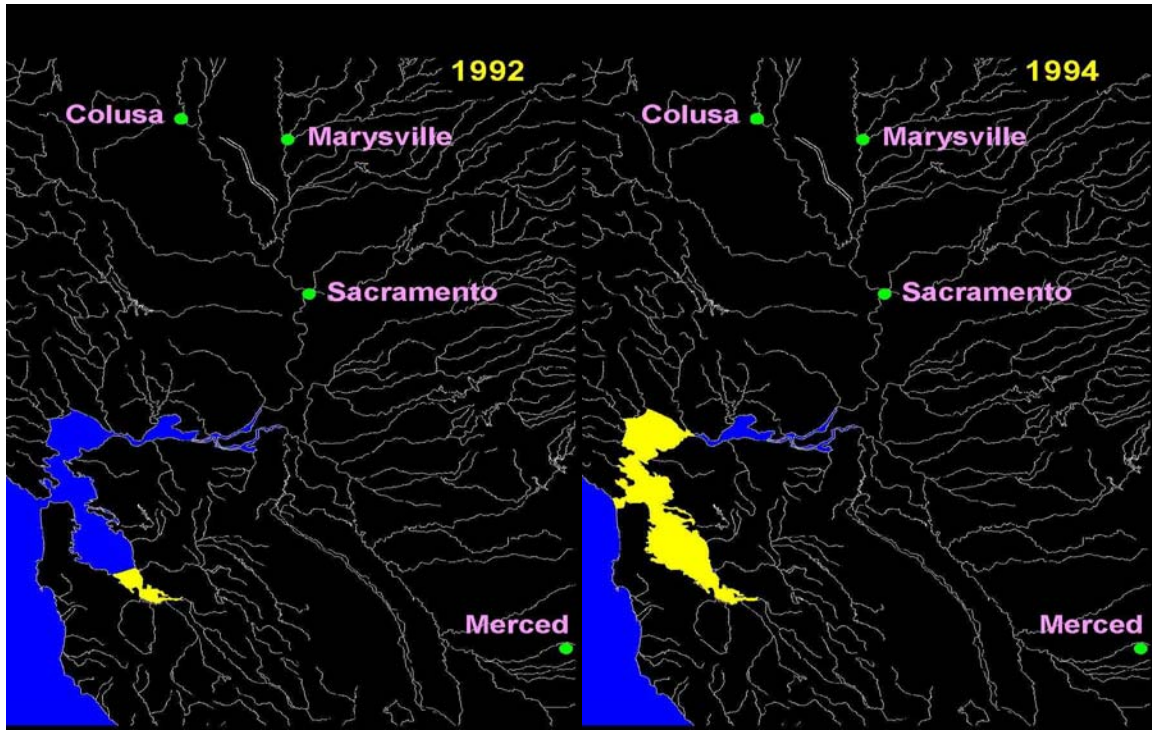 1992
Colusa
Marysville
Sacramento
Merced
1994
Colusa
Marysville
Sacramento
Merced